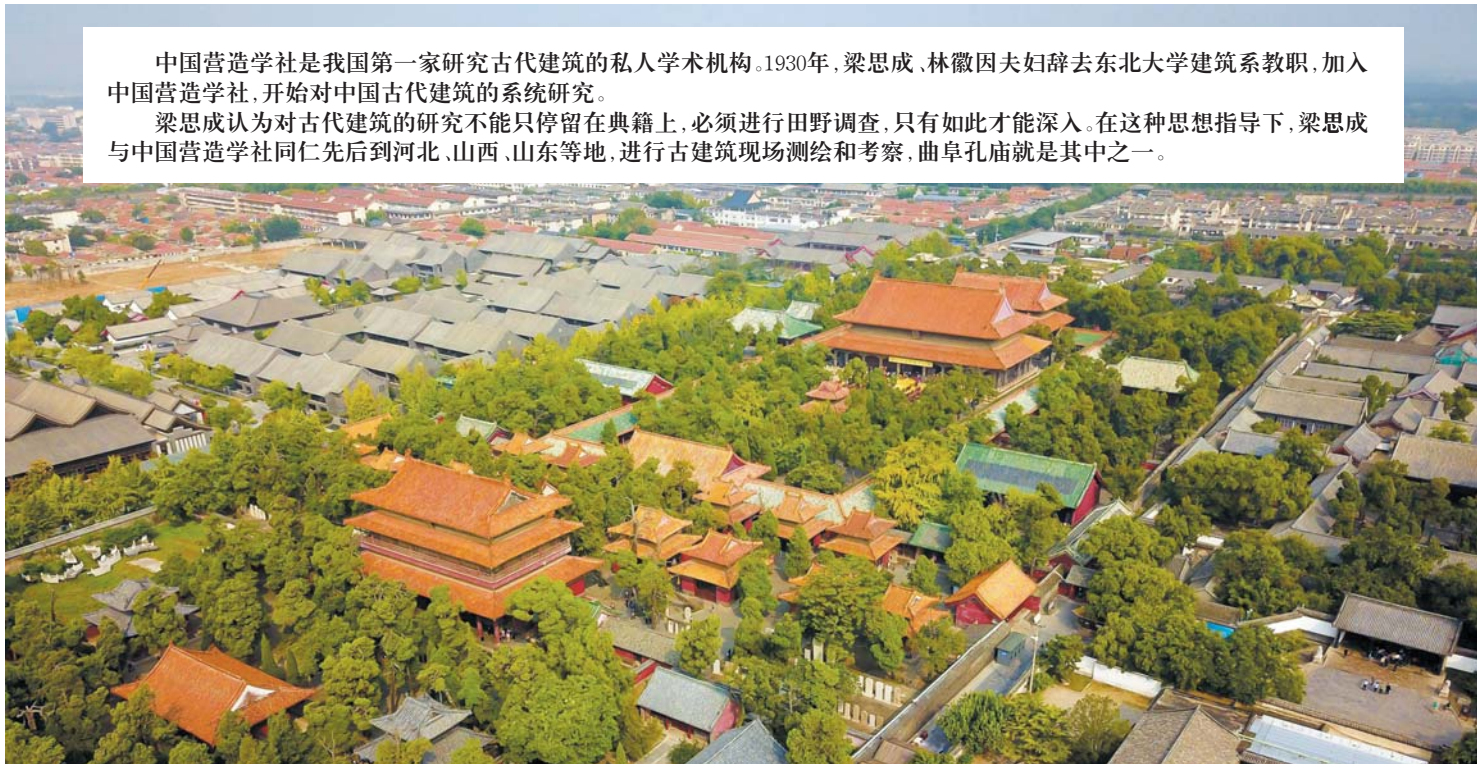 中国营造学社是我国第一家研究古代建筑的私人学术机构。1930年,梁思成、林徽因夫妇辞去东北大学建筑系教职,加入
中国营造学社,开始对中国古代建筑的系统研究。
梁思成认为对古代建筑的研究不能只停留在典籍上,必须进行田野调查,只有如此才能深入。在这种思想指导下,梁思成
与中国营造学社同仁先后到河北、山西、山东等地,进行古建筑现场测绘和考察,曲阜孔庙就是其中之一。